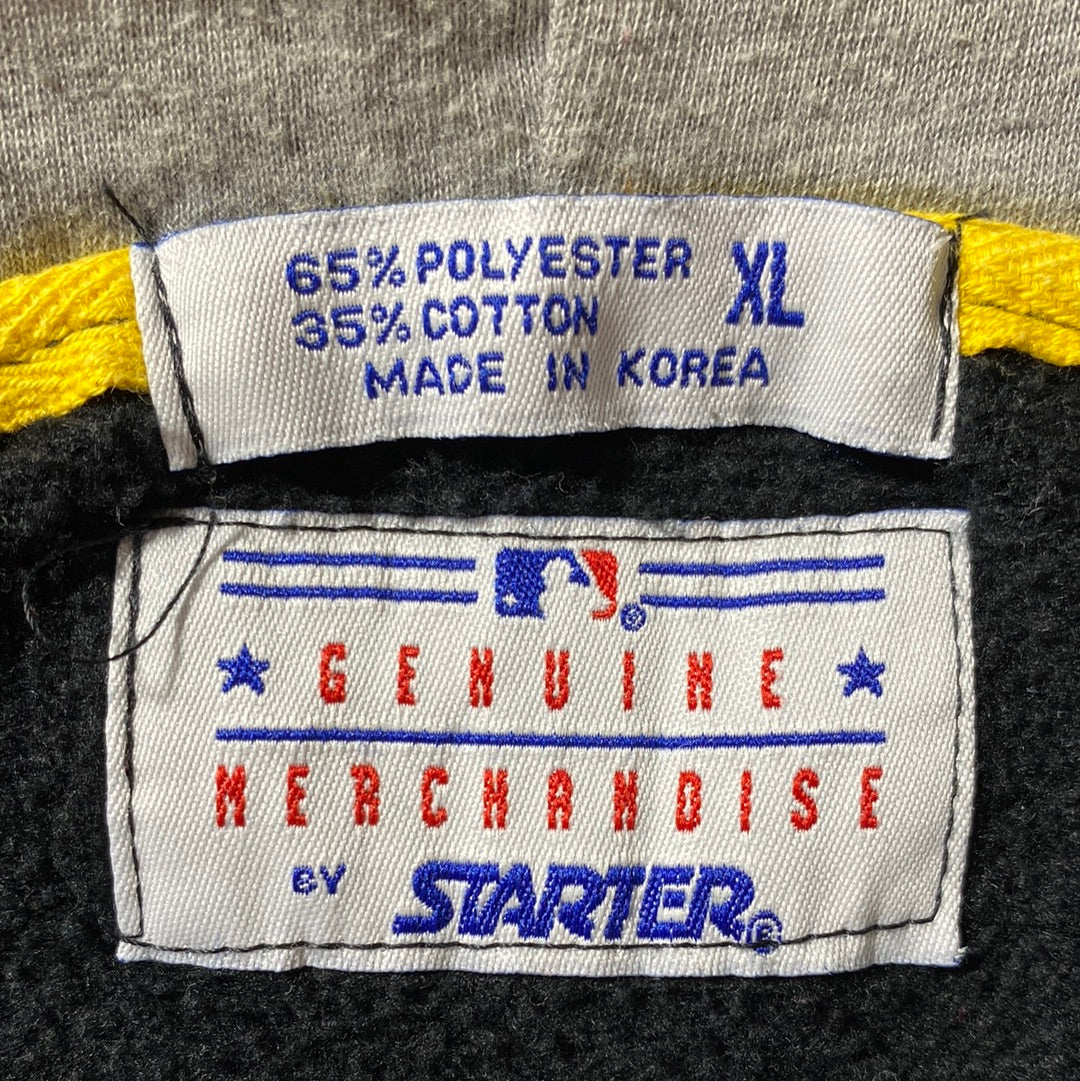 65% POLYESTER XL
35% COTTON
MADE IN KOREA
®
GENUINE
MERCHANDISE
BY STARTER®